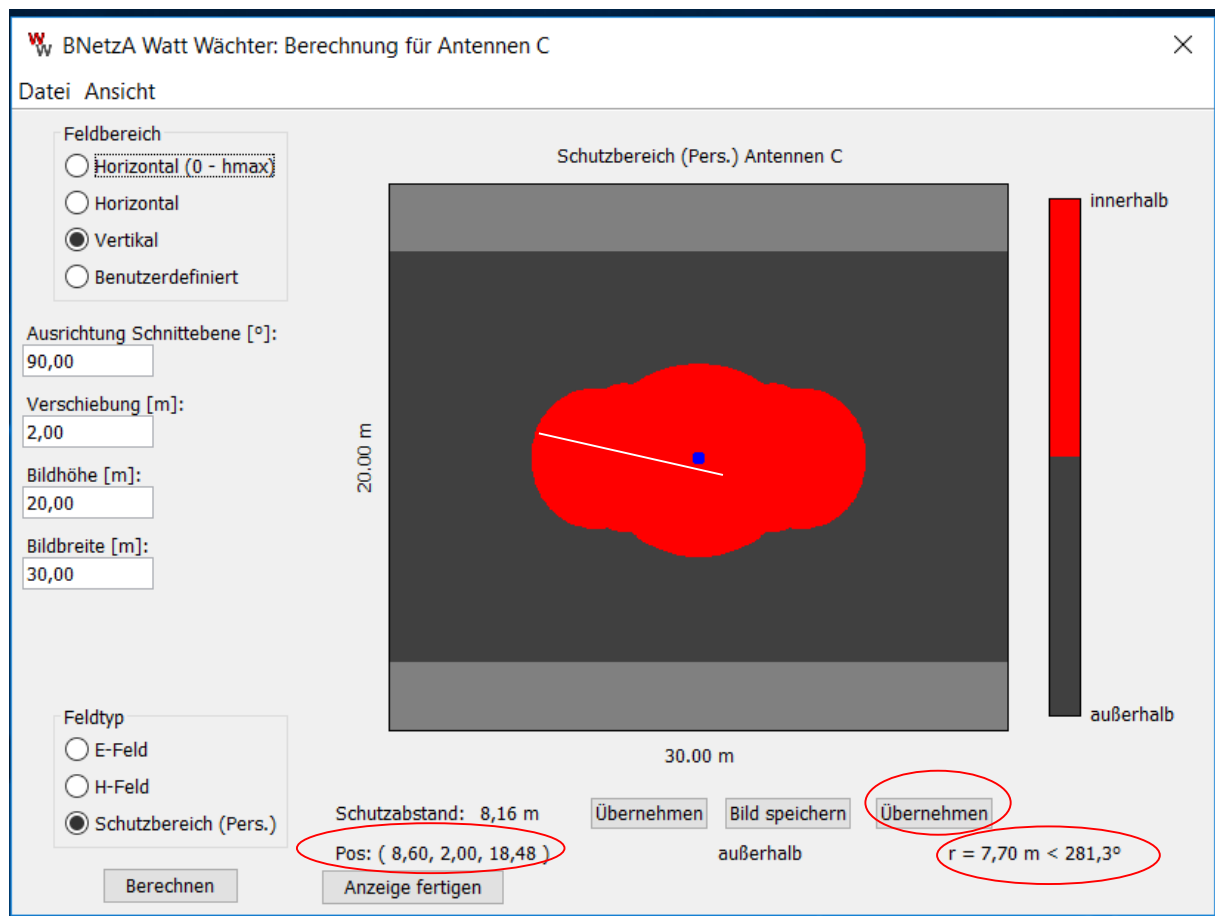 BNetzA Watt Wächter: Berechnung für Antennen C
Datei Ansicht
Feldbereich
Horizontal (0 - hmax)
Horizontal
Vertikal
Benutzerdefiniert
Ausrichtung Schnittebene [º]:
90,00
Verschiebung [m]:
2,00
Bildhöhe [m]:
20,00
Bildbreite [m]:
30,00
Feldtyp
E-Feld
H-Feld
Schutzbereich (Pers.)
Berechnen
Schutzbereich (Pers.) Antennen C
20.00 m
30.00 m
innerhalb
außerhalb
Schutzabstand: 8,16 m
Übernehmen
Bild speichern
Übernehmen
Pos: ( 8,60, 2,00, 18,48 )
außerhalb
r = 7,70 m < 281,3º
Anzeige fertigen